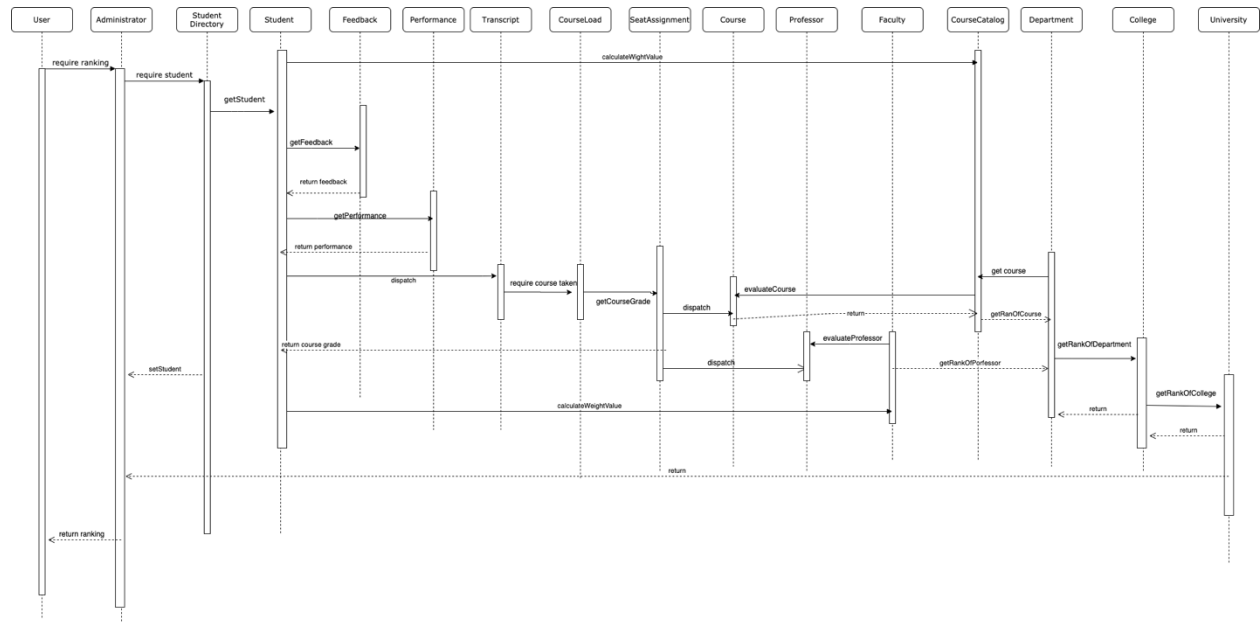 User
Administrator
Student
Directory
Student
Feedback
Performance
Transcript
CourseLoad
SeatAssignment
Course
Professor
Faculty
CourseCatalog
Department
College
University
calculateWightValue
require ranking
require student
getStudent
getFeedback
return feedback
getPerformance
return performance
dispatch
require course taken
get course
evaluateCourse
getCourseGrade
dispatch
return
getRanOfCourse
evaluateProfessor
return course grade
getRankOfDepartment
dispatch
getRankOfPorfessor
setStudent
getRankOfCollege
calculateWeightValue
return
return
return
return ranking